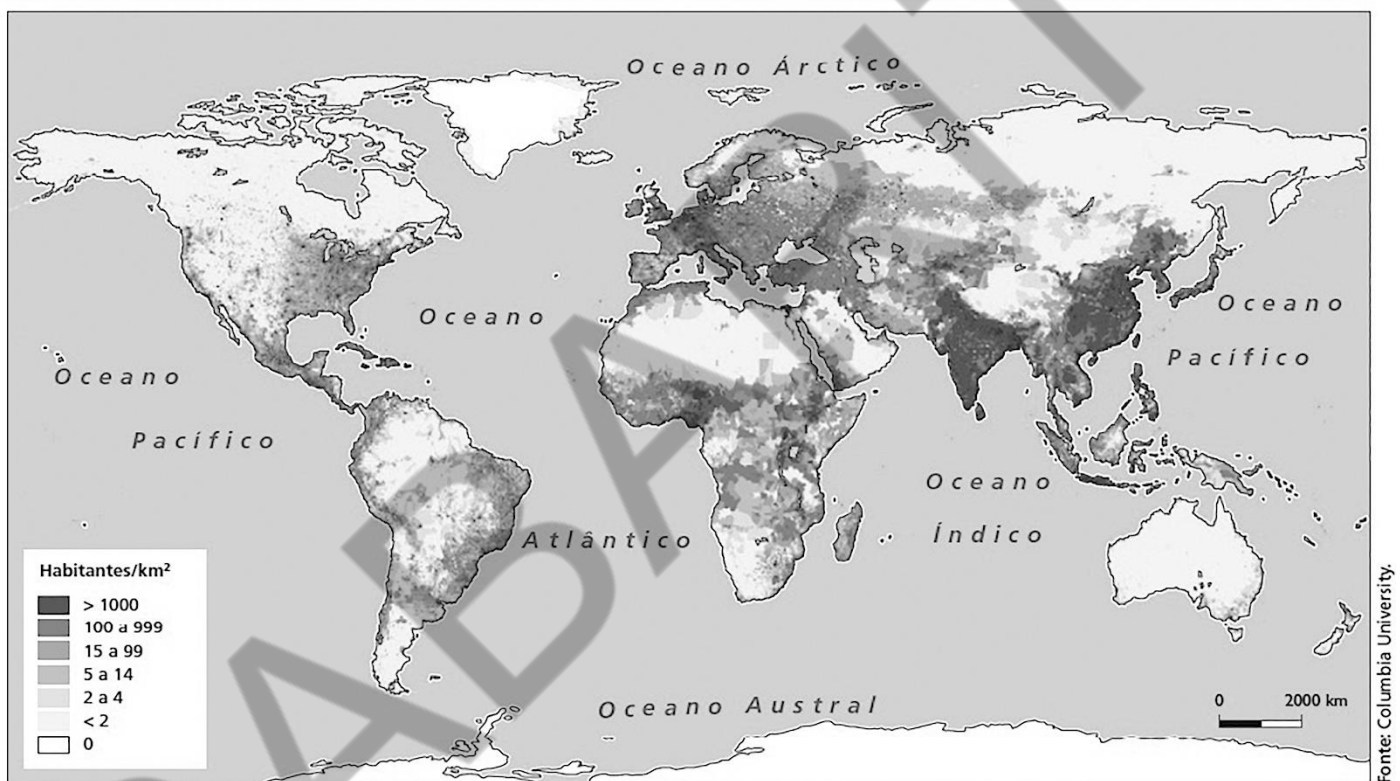 Oceano Árctico
Oceano
Pacífico
Oceano
Atlântico
Oceano
Pacífico
Oceano
Índico
Oceano Austral
Habitantes/km²
> 1000
100 a 999
15 a 99
5 a 14
2 a 4
< 2
0
0 2000 km
Fonte: Columbia University.